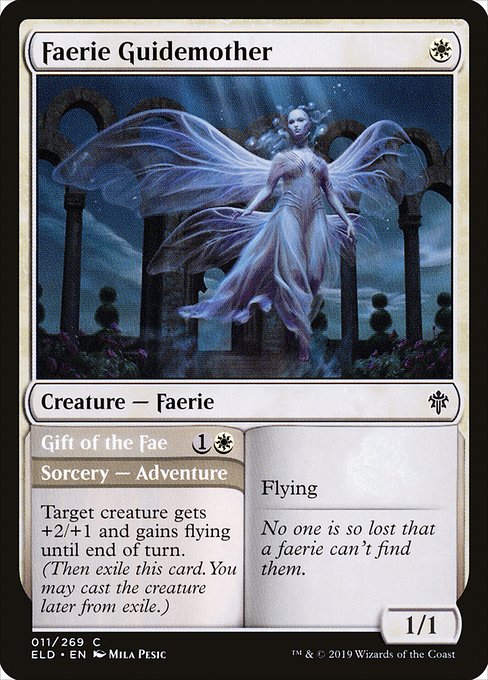 Faerie Guidemother
Creature — Faerie
Gift of the Fae 1
Sorcery — Adventure
Target creature gets
+2/+1 and gains flying
until end of turn.
(Then exile this card. You
may cast the creature
later from exile.)
Flying
No one is so lost that
a faerie can't find
them.
1/1
011/269 C
ELD • EN Mila Pesic
™ & © 2019 Wizards of the Coast